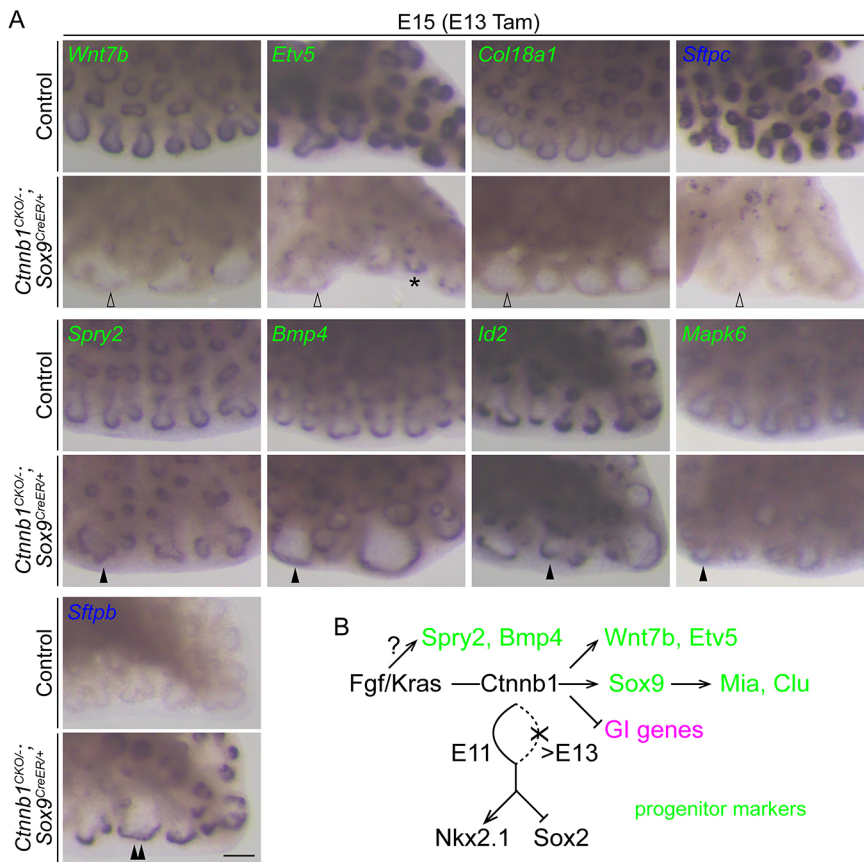 A
E15 (E13 Tam)
Wnt7b
Etv5
Col18a1
Sftpc
Control
Ctnnb1CKO/-;
Sox9CreER/+
*
Spry2
Bmp4
Id2
Mapk6
Control
Ctnnb1CKO/-;
Sox9CreER/+
Sftpb
Control
Ctnnb1CKO/-;
Sox9CreER/+
B
? Spry2, Bmp4
Wnt7b, Etv5
Fgf/Kras
Ctnnb1
Sox9
Mia, Clu
GI genes
E11
>E13
Nkx2.1
Sox2
progenitor markers